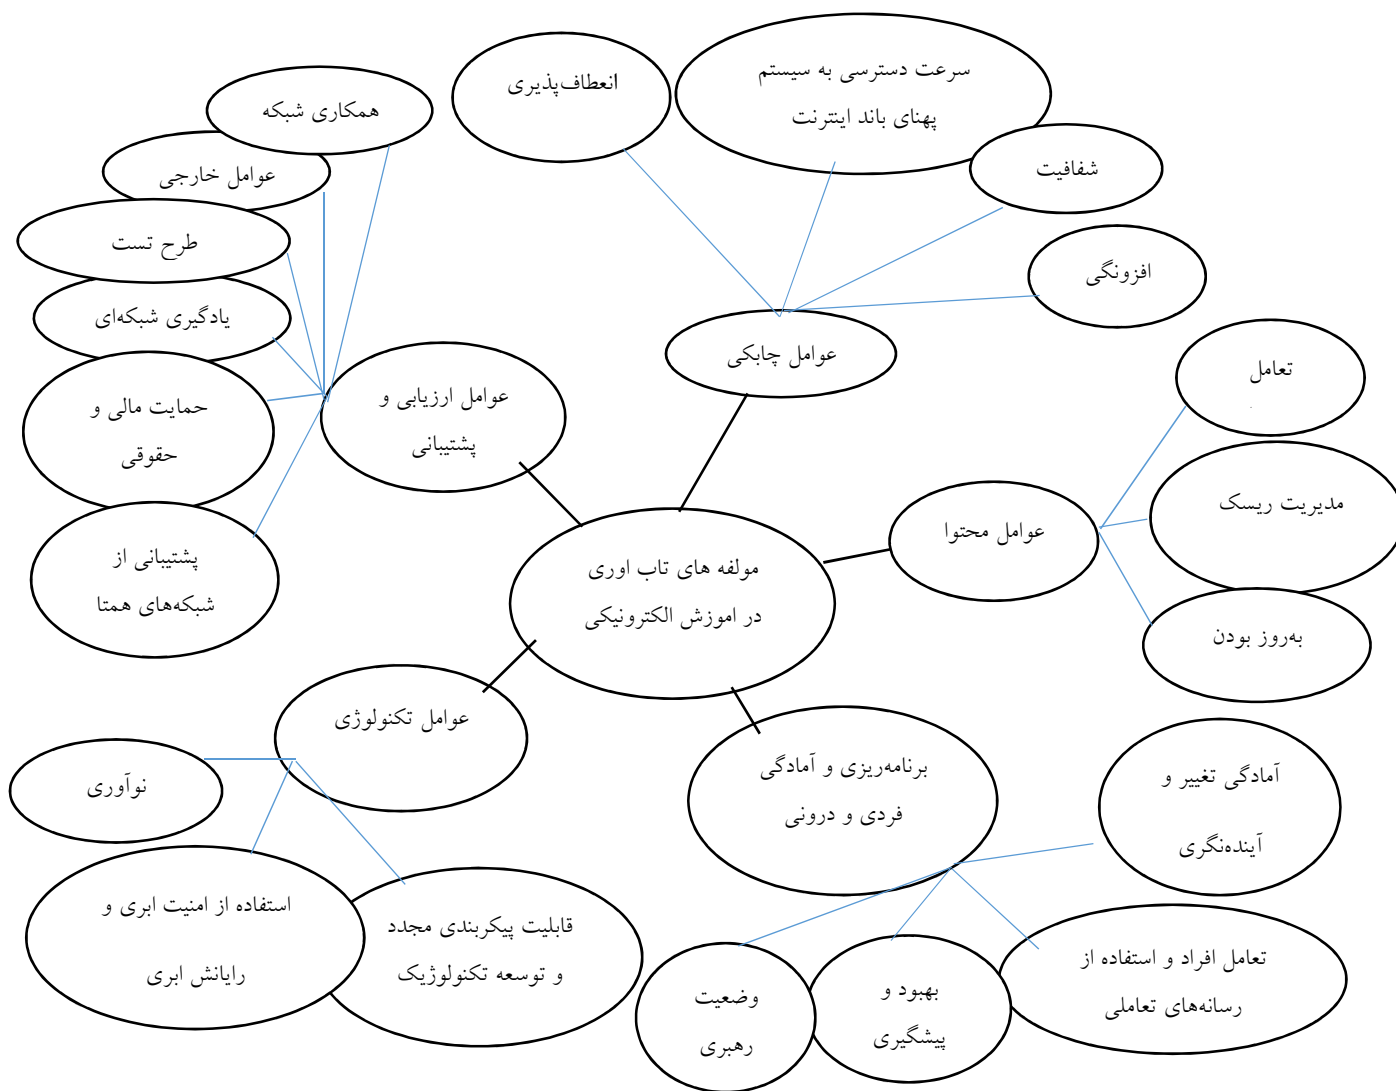 سرعت دسترسی به سیستم
پهنای باند اینترنت
انعطاف‌پذیری
همکاری شبکه
شفافیت
عوامل خارجی
طرح تست
افزونگی
یادگیری شبکه‌ای
عوامل چابکی
تعامل
عوامل ارزیابی و
پشتیبانی
حمایت مالی و
حقوقی
مدیریت ریسک
عوامل محتوا
پشتیبانی از
شبکه‌های همتا
مولفه های تاب اوری
در اموزش الکترونیکی
به‌روز بودن
عوامل تکنولوژی
برنامه‌ریزی و آمادگی
فردی و درونی
آمادگی تغییر و
آینده‌نگری
نوآوری
استفاده از امنیت ابری و
رایانش ابری
قابلیت پیکربندی مجدد
و توسعه تکنولوژیک
تعامل افراد و استفاده از
رسانه‌های تعاملی
بهبود و
پیشگیری
وضعیت
رهبری